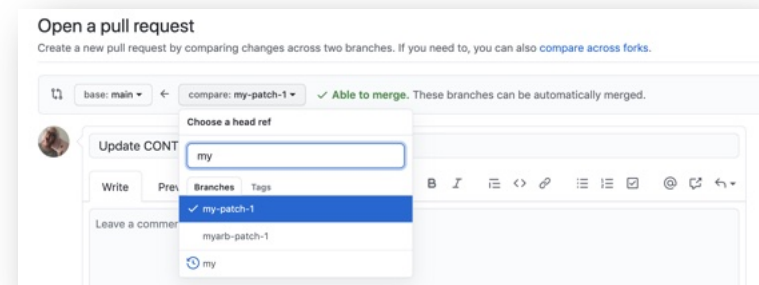 Open a pull request
Create a new pull request by comparing changes across two branches. If you need to, you can also compare across forks.
base: main ← compare: my-patch-1 ✓ Able to merge. These branches can be automatically merged.
Choose a head ref
Update CONT
my
Write Prev B I
Branches Tags
✓ my-patch-1
Leave a commen
myarb-patch-1
my